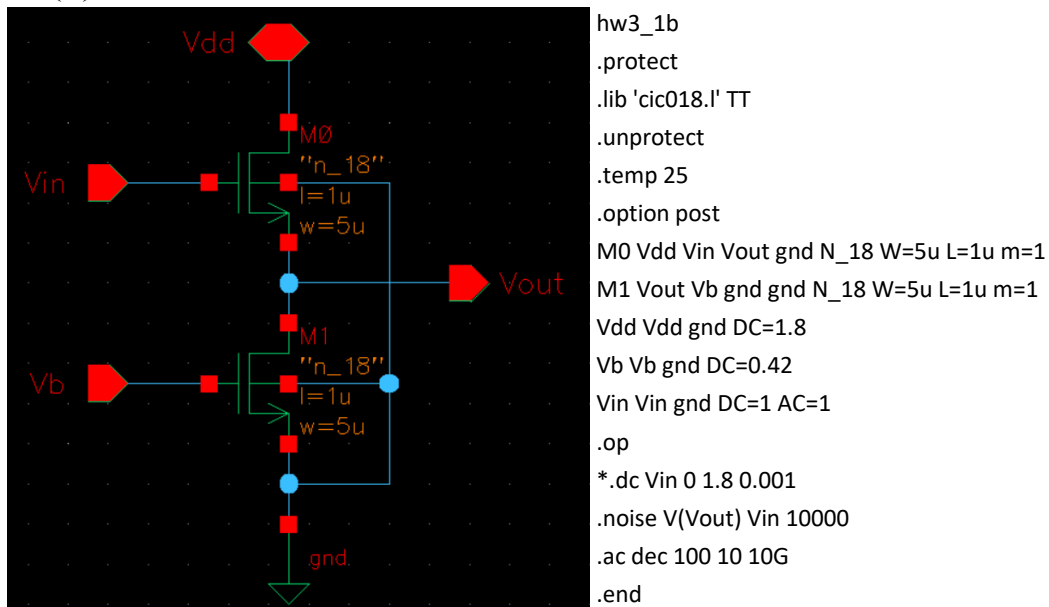 Vdd
M0
"n_18"
Vin
l=1u
w=5u
Vout
M1
"n_18"
Vb
l=1u
w=5u
gnd
hw3_1b
.protect
.lib 'cic018.l' TT
.unprotect
.temp 25
.option post
M0 Vdd Vin Vout gnd N_18 W=5u L=1u m=1
M1 Vout Vb gnd gnd N_18 W=5u L=1u m=1
Vdd Vdd gnd DC=1.8
Vb Vb gnd DC=0.42
Vin Vin gnd DC=1 AC=1
.op
*.dc Vin 0 1.8 0.001
.noise V(Vout) Vin 10000
.ac dec 100 10 10G
.end